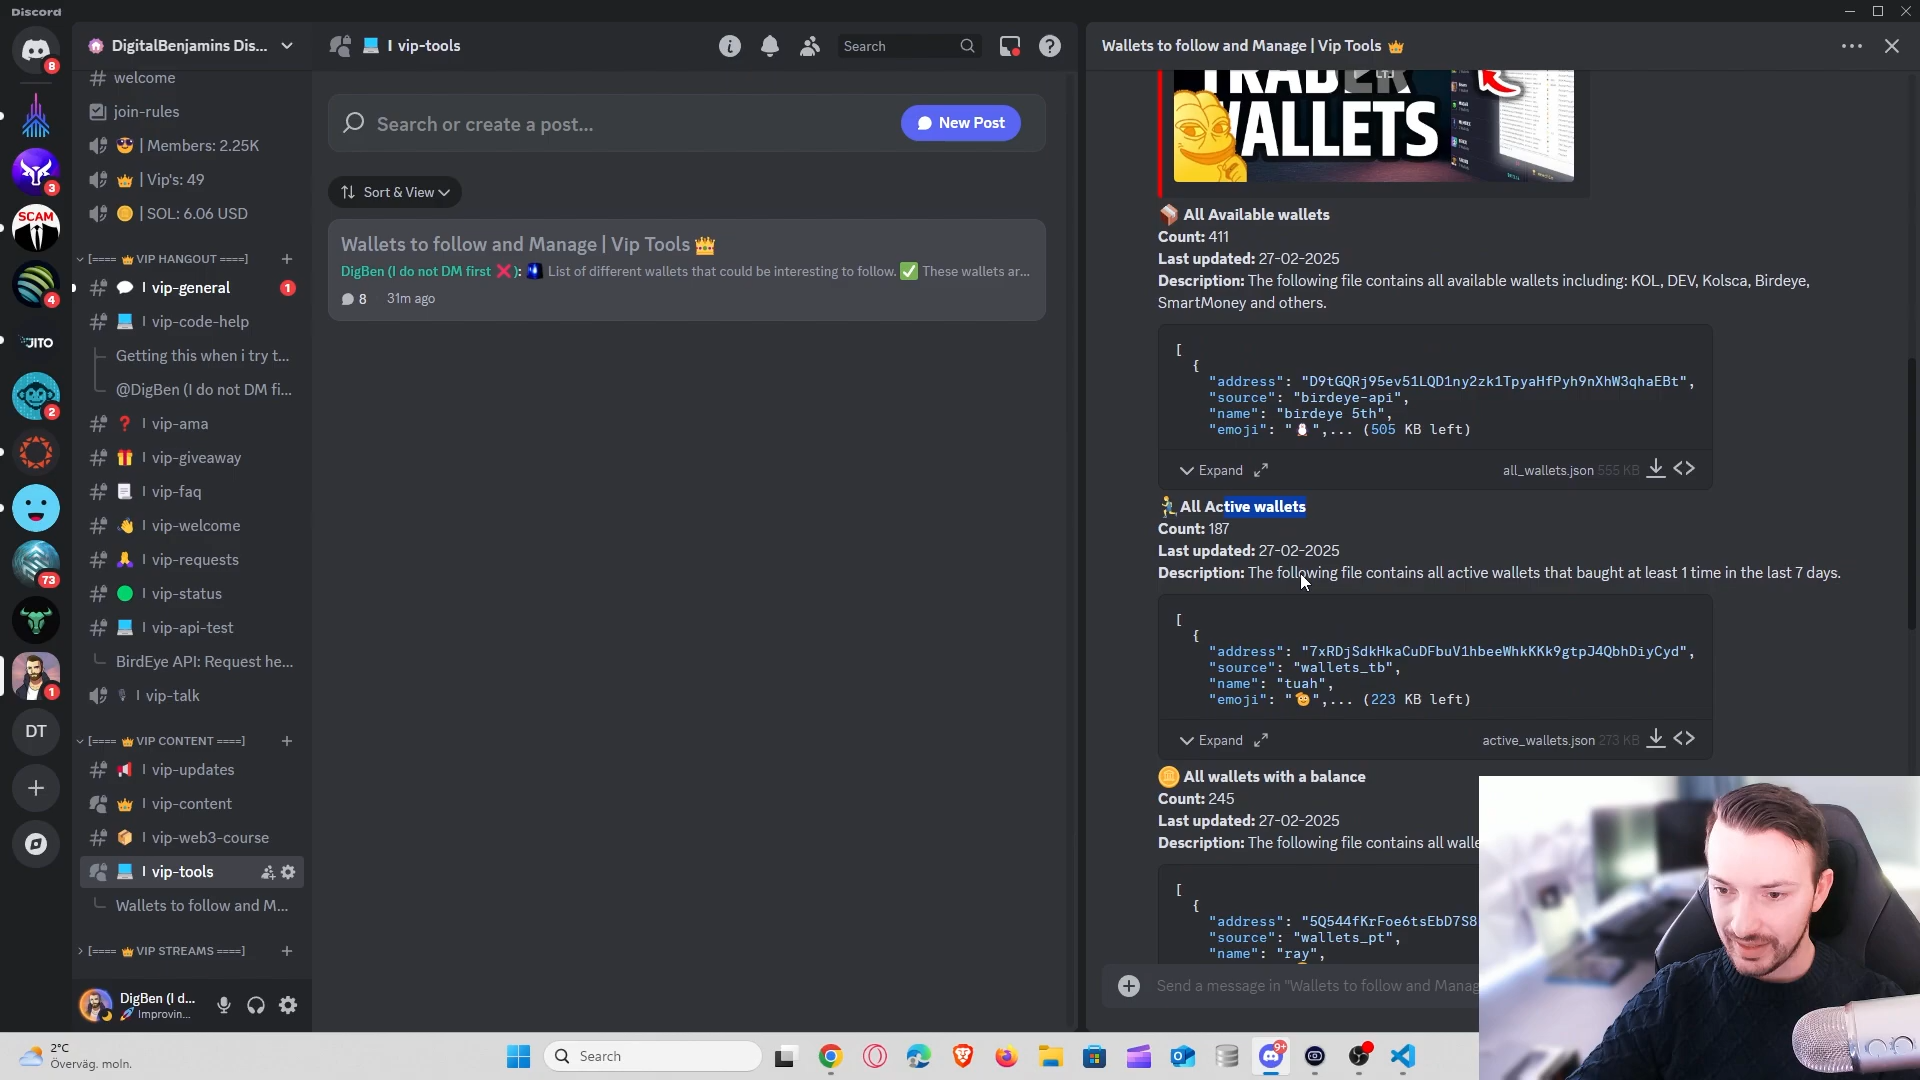 Discord
DigitalBenjamins Dis...
welcome
join-rules
| Members: 2.25K
| Vip's: 49
| SOL: 6.06 USD
[==== VIP HANGOUT ====]
vip-general
1
vip-code-help
Getting this when i try t...
@DigBen (I do not DM fi...
vip-ama
vip-giveaway
vip-faq
vip-welcome
vip-requests
vip-status
vip-api-test
BirdEye API: Request he...
vip-talk
[==== VIP CONTENT ====]
vip-updates
vip-content
vip-web3-course
vip-tools
Wallets to follow and M...
[==== VIP STREAMS ====]
DigBen (I d...
Improvin...
8
3
SCAM
4
JITO
2
73
1
DT
vip-tools
Search
Search or create a post...
New Post
Sort & View
Wallets to follow and Manage | Vip Tools
DigBen (I do not DM first ): List of different wallets that could be interesting to follow. These wallets ar...
8 31m ago
Wallets to follow and Manage | Vip Tools
TRADER
WALLETS
All Available wallets
Count: 411
Last updated: 27-02-2025
Description: The following file contains all available wallets including: KOL, DEV, Kolsca, Birdeye,
SmartMoney and others.
[
{
"address": "D9tGQRj95ev51LQD1ny2zk1TpyaHfPyh9nXhW3qhaEBt",
"source": "birdeye-api",
"name": "birdeye 5th",
"emoji": "⛄",... (505 KB left)
Expand
all_wallets.json 555 KB
All Active wallets
Count: 187
Last updated: 27-02-2025
Description: The following file contains all active wallets that baught at least 1 time in the last 7 days.
[
{
"address": "7xRDjSdkHkaCuDFbuV1hbeeWhkKKk9gtpJ4QbhDiyCyd",
"source": "wallets_tb",
"name": "tuah",
"emoji": "",... (223 KB left)
Expand
active_wallets.json 273 KB
All wallets with a balance
Count: 245
Last updated: 27-02-2025
Description: The following file contains all walle
[
{
"address": "5Q544fKrFoe6tsEbD7S8
"source": "wallets_pt",
"name": "ray",
Send a message in "Wallets to follow and Manag
2°C
Överväg. moln.
Search
9+